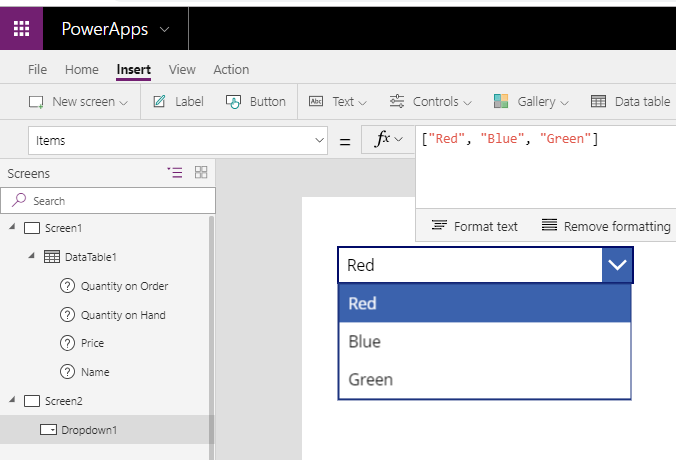 PowerApps
File Home Insert View Action
New screen Label Button Abc Text Controls Gallery Data table
Items = fx ["Red", "Blue", "Green"]
Format text Remove formatting
Screens
Search
Screen1
DataTable1
? Quantity on Order
? Quantity on Hand
? Price
? Name
Screen2
Dropdown1
Red
Red
Blue
Green